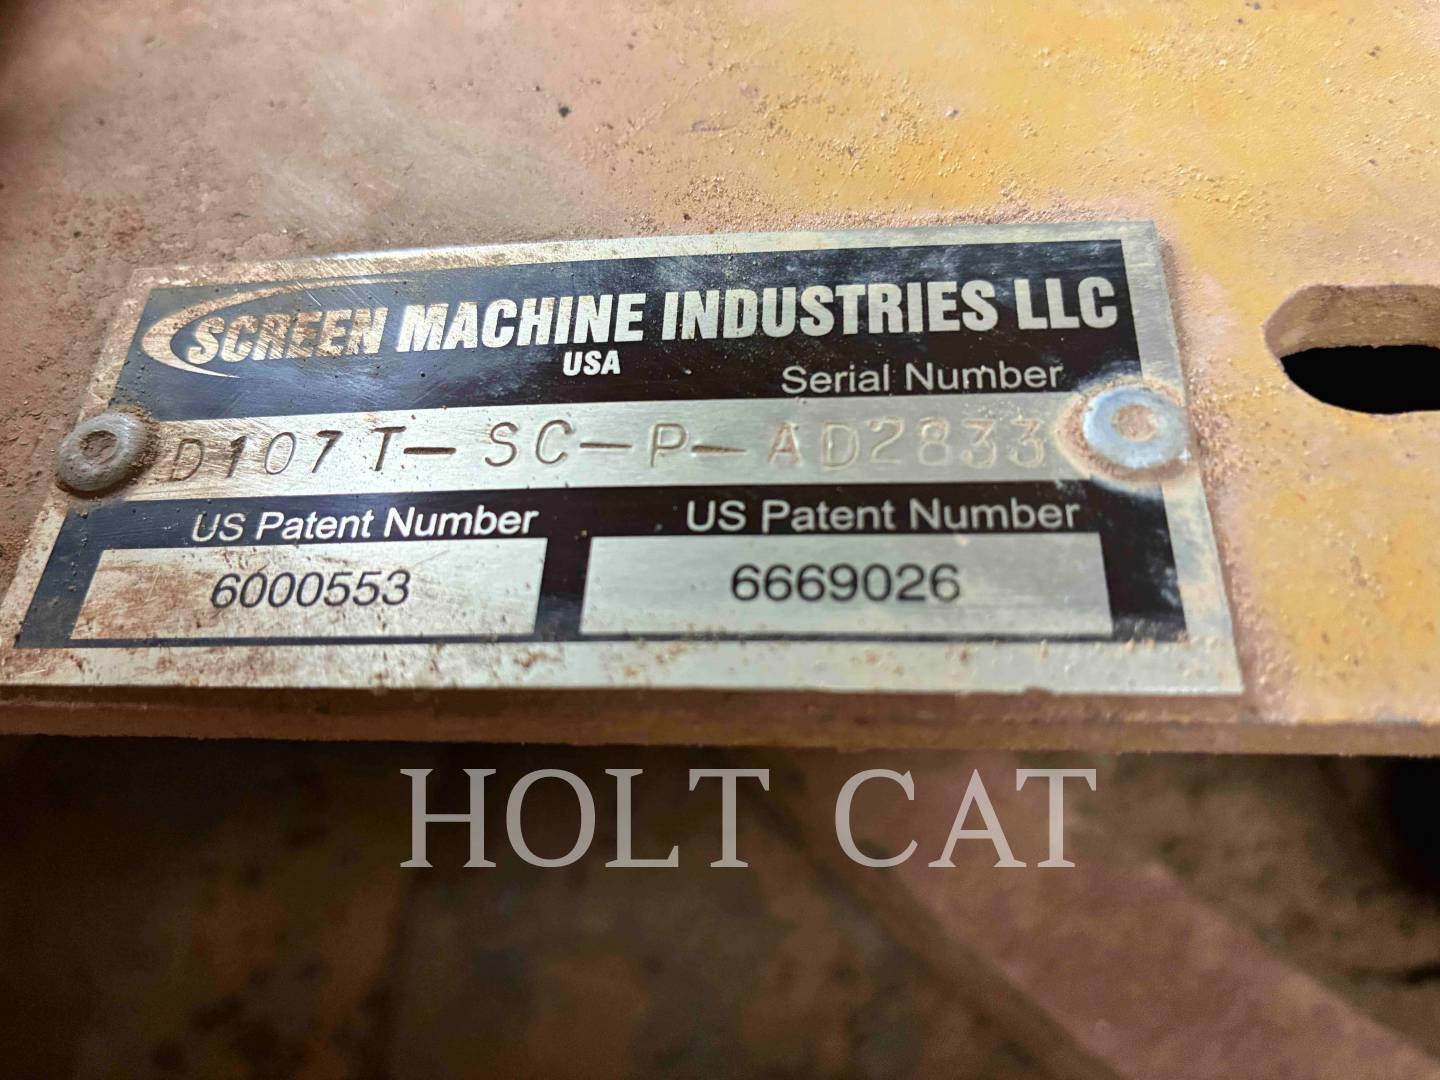 SCREEN MACHINE INDUSTRIES LLC
USA
Serial Number
D107T-SC-P-AD2833
US Patent Number US Patent Number
6000553 6669026
HOLT CAT